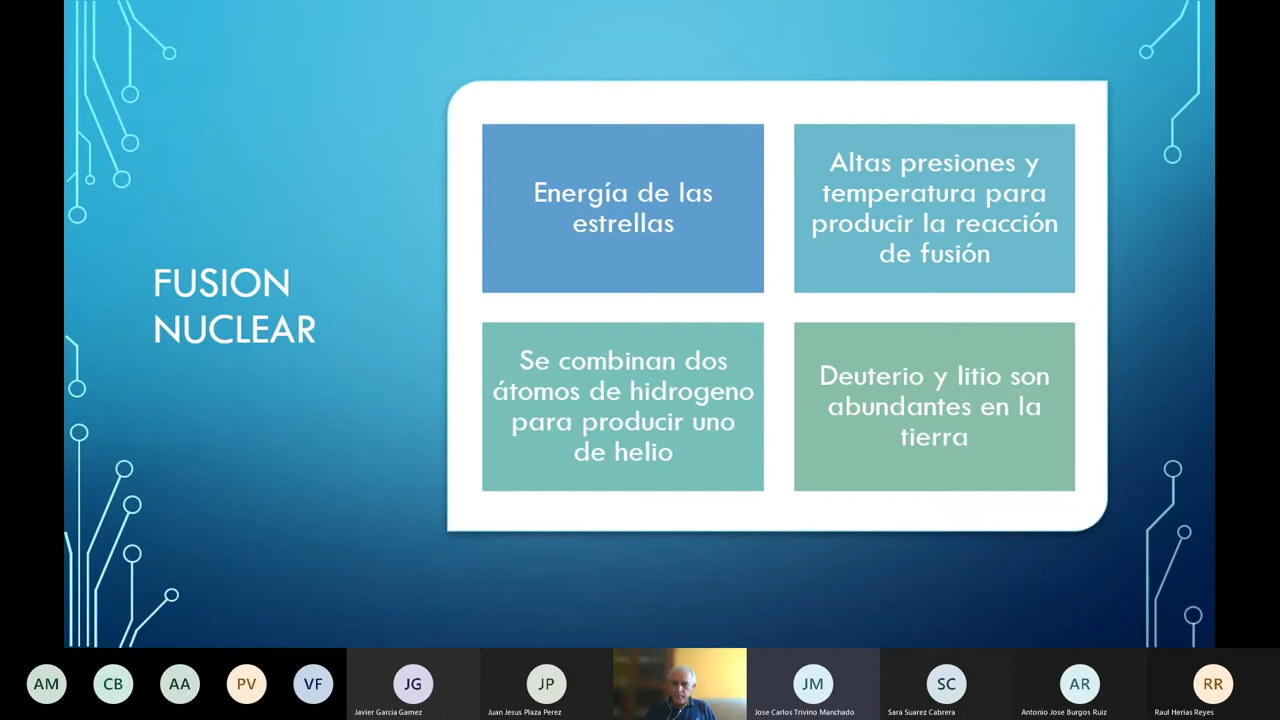 FUSION
NUCLEAR
Energía de las
estrellas
Altas presiones y
temperatura para
producir la reacción
de fusión
Se combinan dos
átomos de hidrogeno
para producir uno
de helio
Deuterio y litio son
abundantes en la
tierra
AM
CB
AA
PV
VF
JG
Javier Garcia Gamez
JP
Juan Jesus Plaza Perez
JM
Jose Carlos Trivino Manchado
SC
Sara Suarez Cabrera
AR
Antonio Jose Burgos Ruiz
RR
Raul Herias Reyes